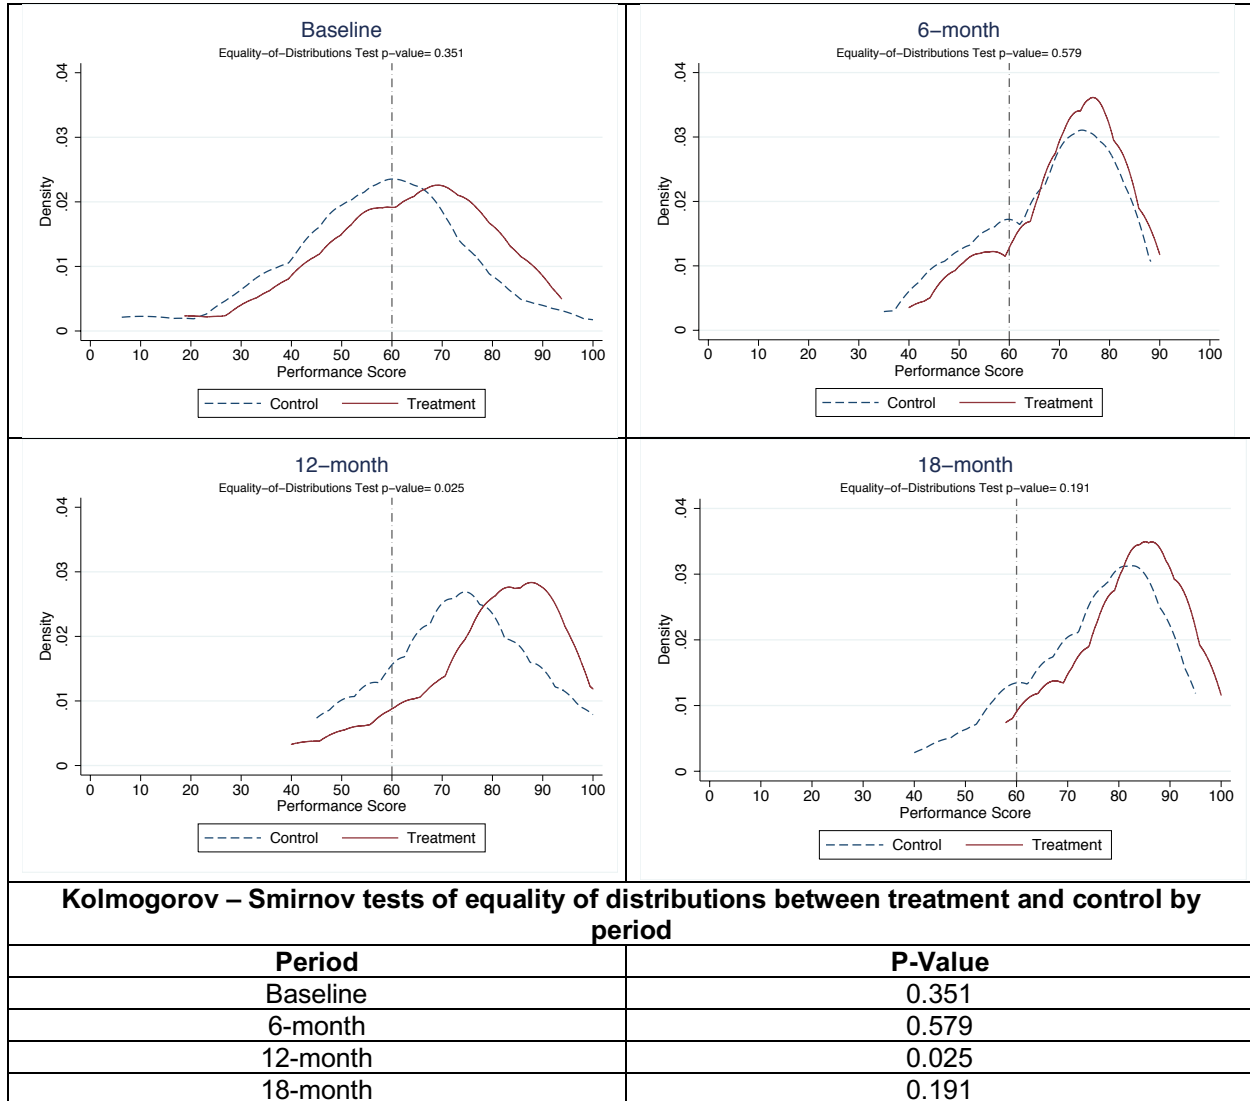 Baseline
Equality-of-Distributions Test p-value= 0.351
Density
.04
.03
.02
.01
0
0 10 20 30 40 50 60 70 80 90 100
Performance Score
Control Treatment
6-month
Equality-of-Distributions Test p-value= 0.579
Density
.04
.03
.02
.01
0
0 10 20 30 40 50 60 70 80 90 100
Performance Score
Control Treatment
12-month
Equality-of-Distributions Test p-value= 0.025
Density
.04
.03
.02
.01
0
0 10 20 30 40 50 60 70 80 90 100
Performance Score
Control Treatment
18-month
Equality-of-Distributions Test p-value= 0.191
Density
.04
.03
.02
.01
0
0 10 20 30 40 50 60 70 80 90 100
Performance Score
Control Treatment
Kolmogorov – Smirnov tests of equality of distributions between treatment and control by
period
Period P-Value
Baseline 0.351
6-month 0.579
12-month 0.025
18-month 0.191